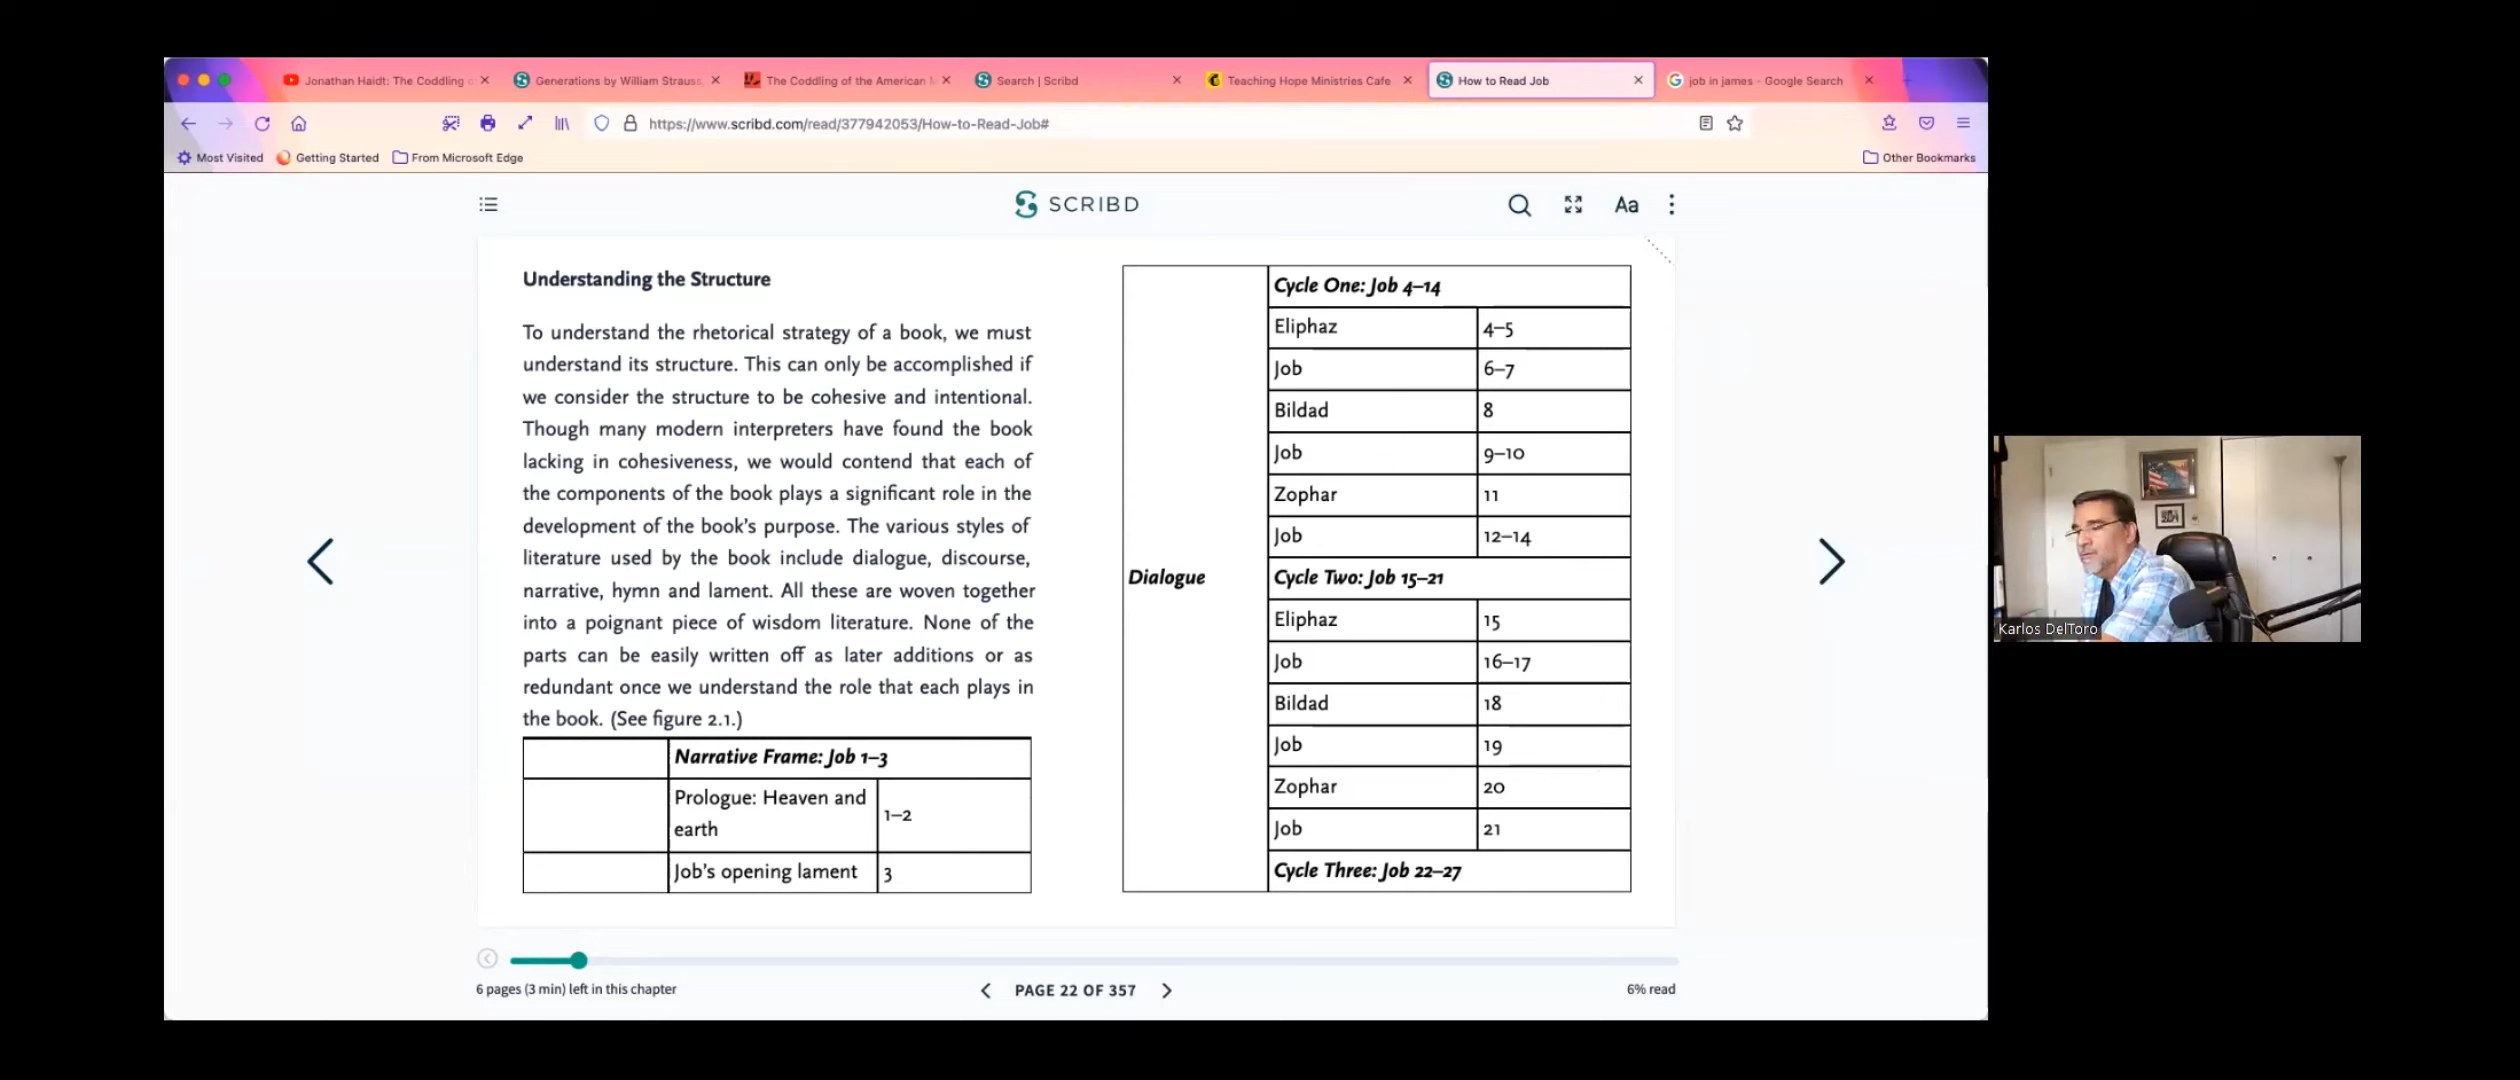 Jonathan Haidt: The Coddling
Generations by William Strauss
The Coddling of the American
Search | Scribd
Teaching Hope Ministries Cafe
How to Read Job
job in james - Google Search
https://www.scribd.com/read/377942053/How-to-Read-Job#
Most Visited
Getting Started
From Microsoft Edge
Other Bookmarks
SCRIBD
Aa
Understanding the Structure
To understand the rhetorical strategy of a book, we must
understand its structure. This can only be accomplished if
we consider the structure to be cohesive and intentional.
Though many modern interpreters have found the book
lacking in cohesiveness, we would contend that each of
the components of the book plays a significant role in the
development of the book's purpose. The various styles of
literature used by the book include dialogue, discourse,
narrative, hymn and lament. All these are woven together
into a poignant piece of wisdom literature. None of the
parts can be easily written off as later additions or as
redundant once we understand the role that each plays in
the book. (See figure 2.1.)
Narrative Frame: Job 1–3
Prologue: Heaven and
earth
1–2
Job's opening lament 3
Dialogue
Cycle One: Job 4–14
Eliphaz 4–5
Job 6–7
Bildad 8
Job 9–10
Zophar 11
Job 12–14
Cycle Two: Job 15–21
Eliphaz 15
Job 16–17
Bildad 18
Job 19
Zophar 20
Job 21
Cycle Three: Job 22–27
6 pages (3 min) left in this chapter
PAGE 22 OF 357
6% read
Karlos DelToro